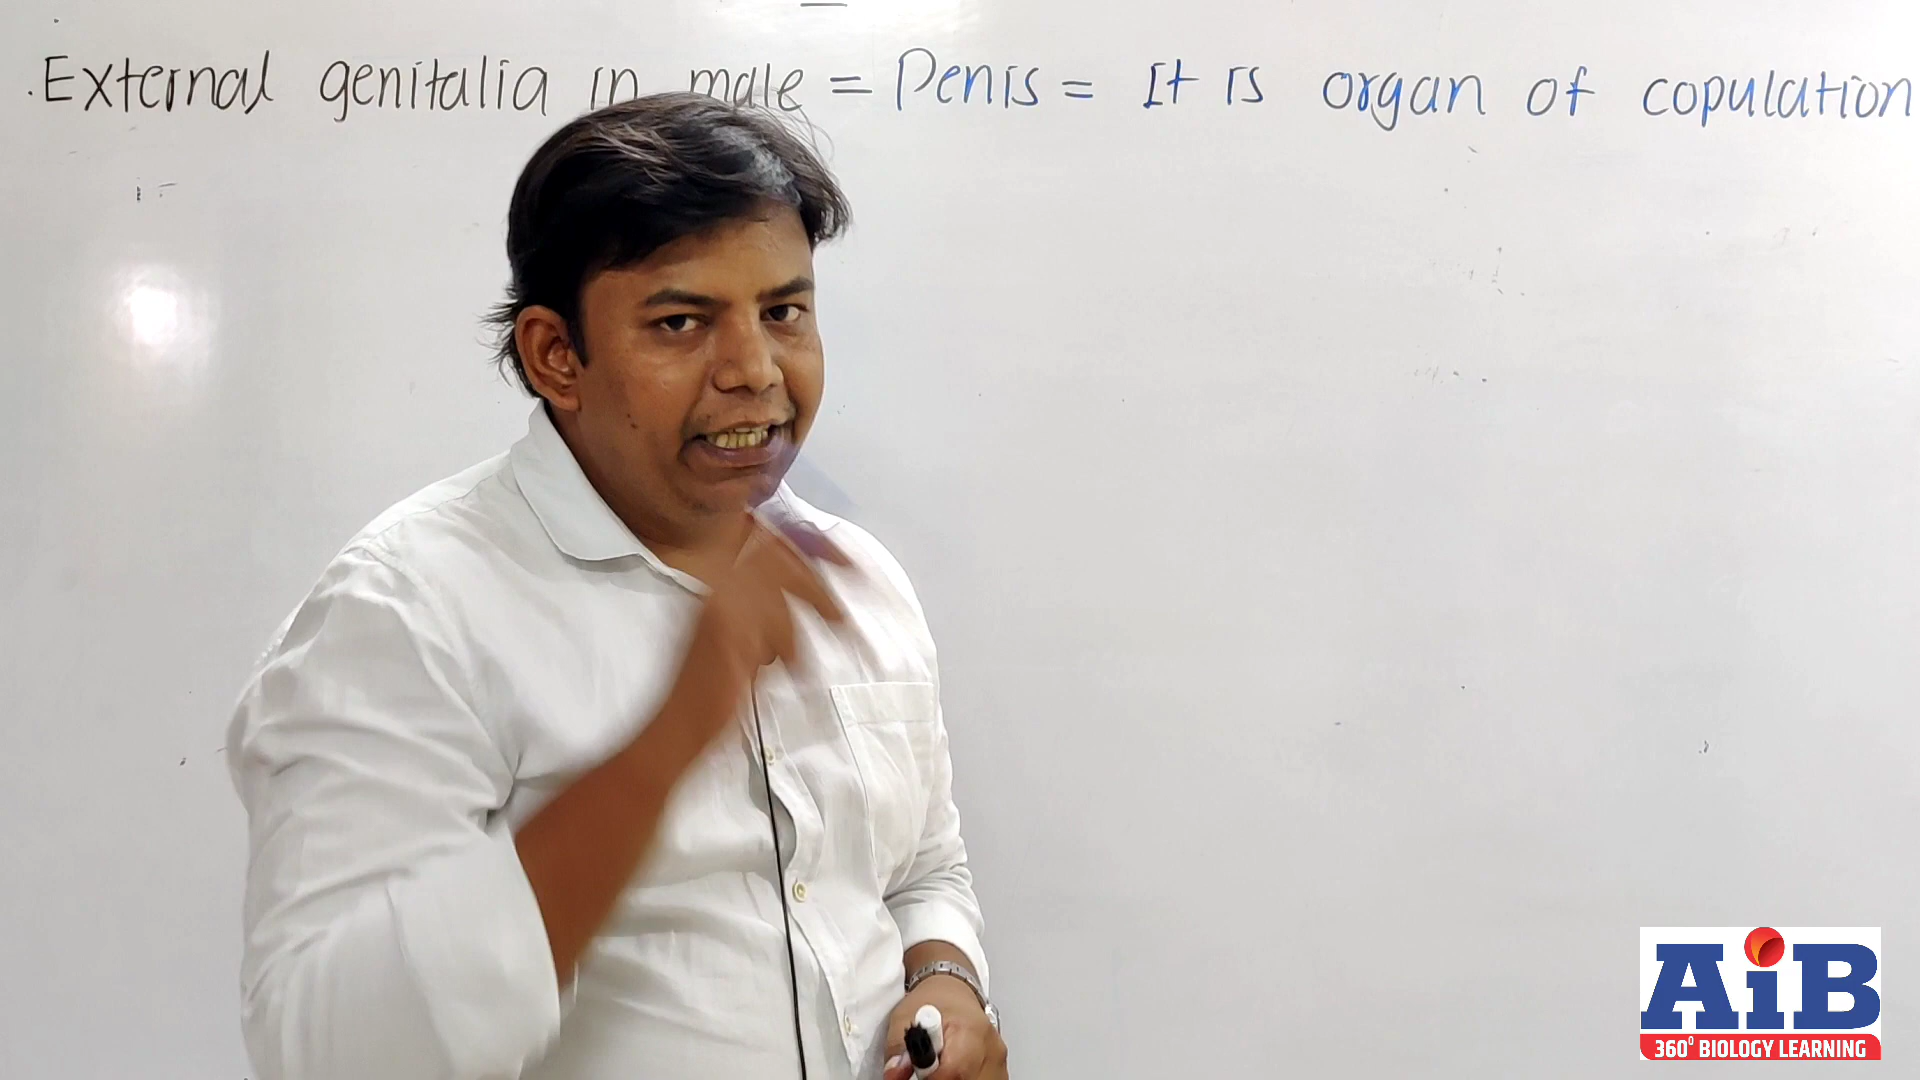 .External genitalia in male = Penis = It is organ of copulation
AiB
360° BIOLOGY LEARNING